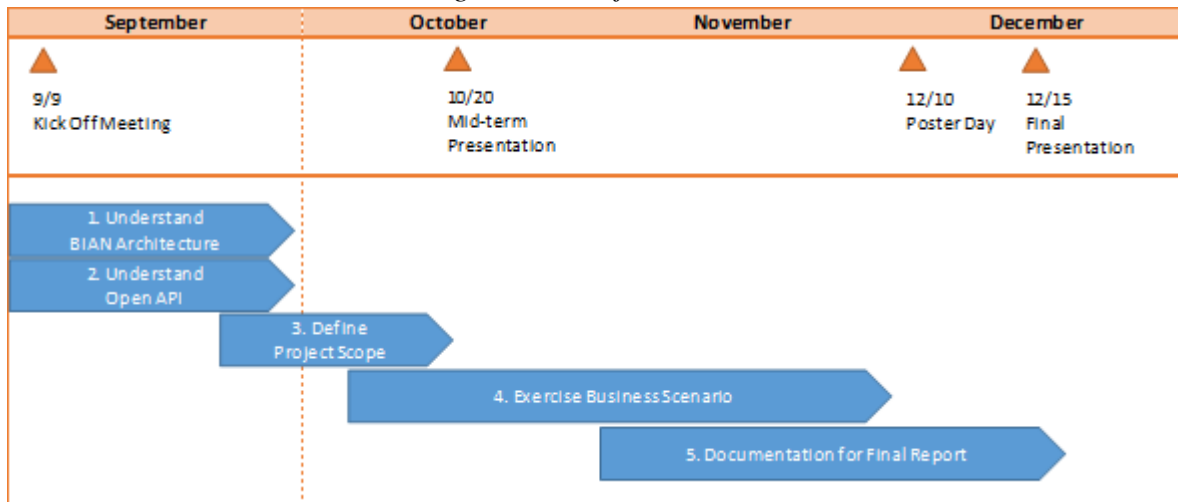 September October November December
9/9
Kick Off Meeting
10/20
Mid-term
Presentation
12/10
Poster Day
12/15
Final
Presentation
1. Understand
BIAN Architecture
2. Understand
Open API
3. Define
Project Scope
4. Exercise Business Scenario
5. Documentation for Final Report